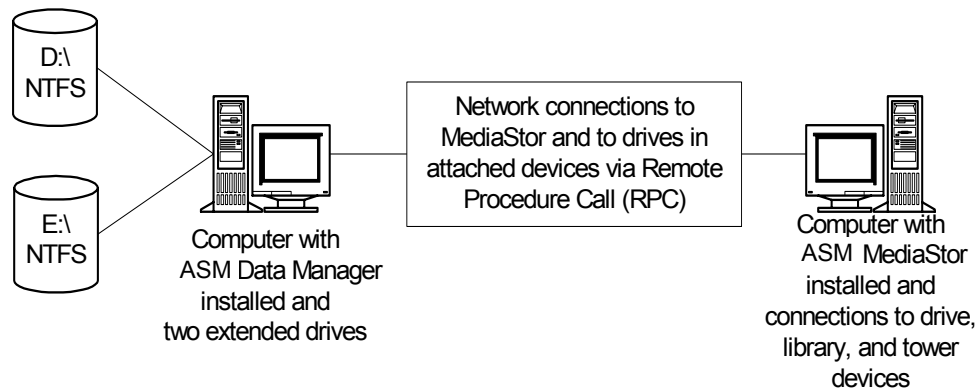 D:\
NTFS
E:\
NTFS
Computer with
ASM Data Manager
installed and
two extended drives
Network connections to
MediaStor and to drives in
attached devices via Remote
Procedure Call (RPC)
Computer with
ASM MediaStor
installed and
connections to drive,
library, and tower
devices